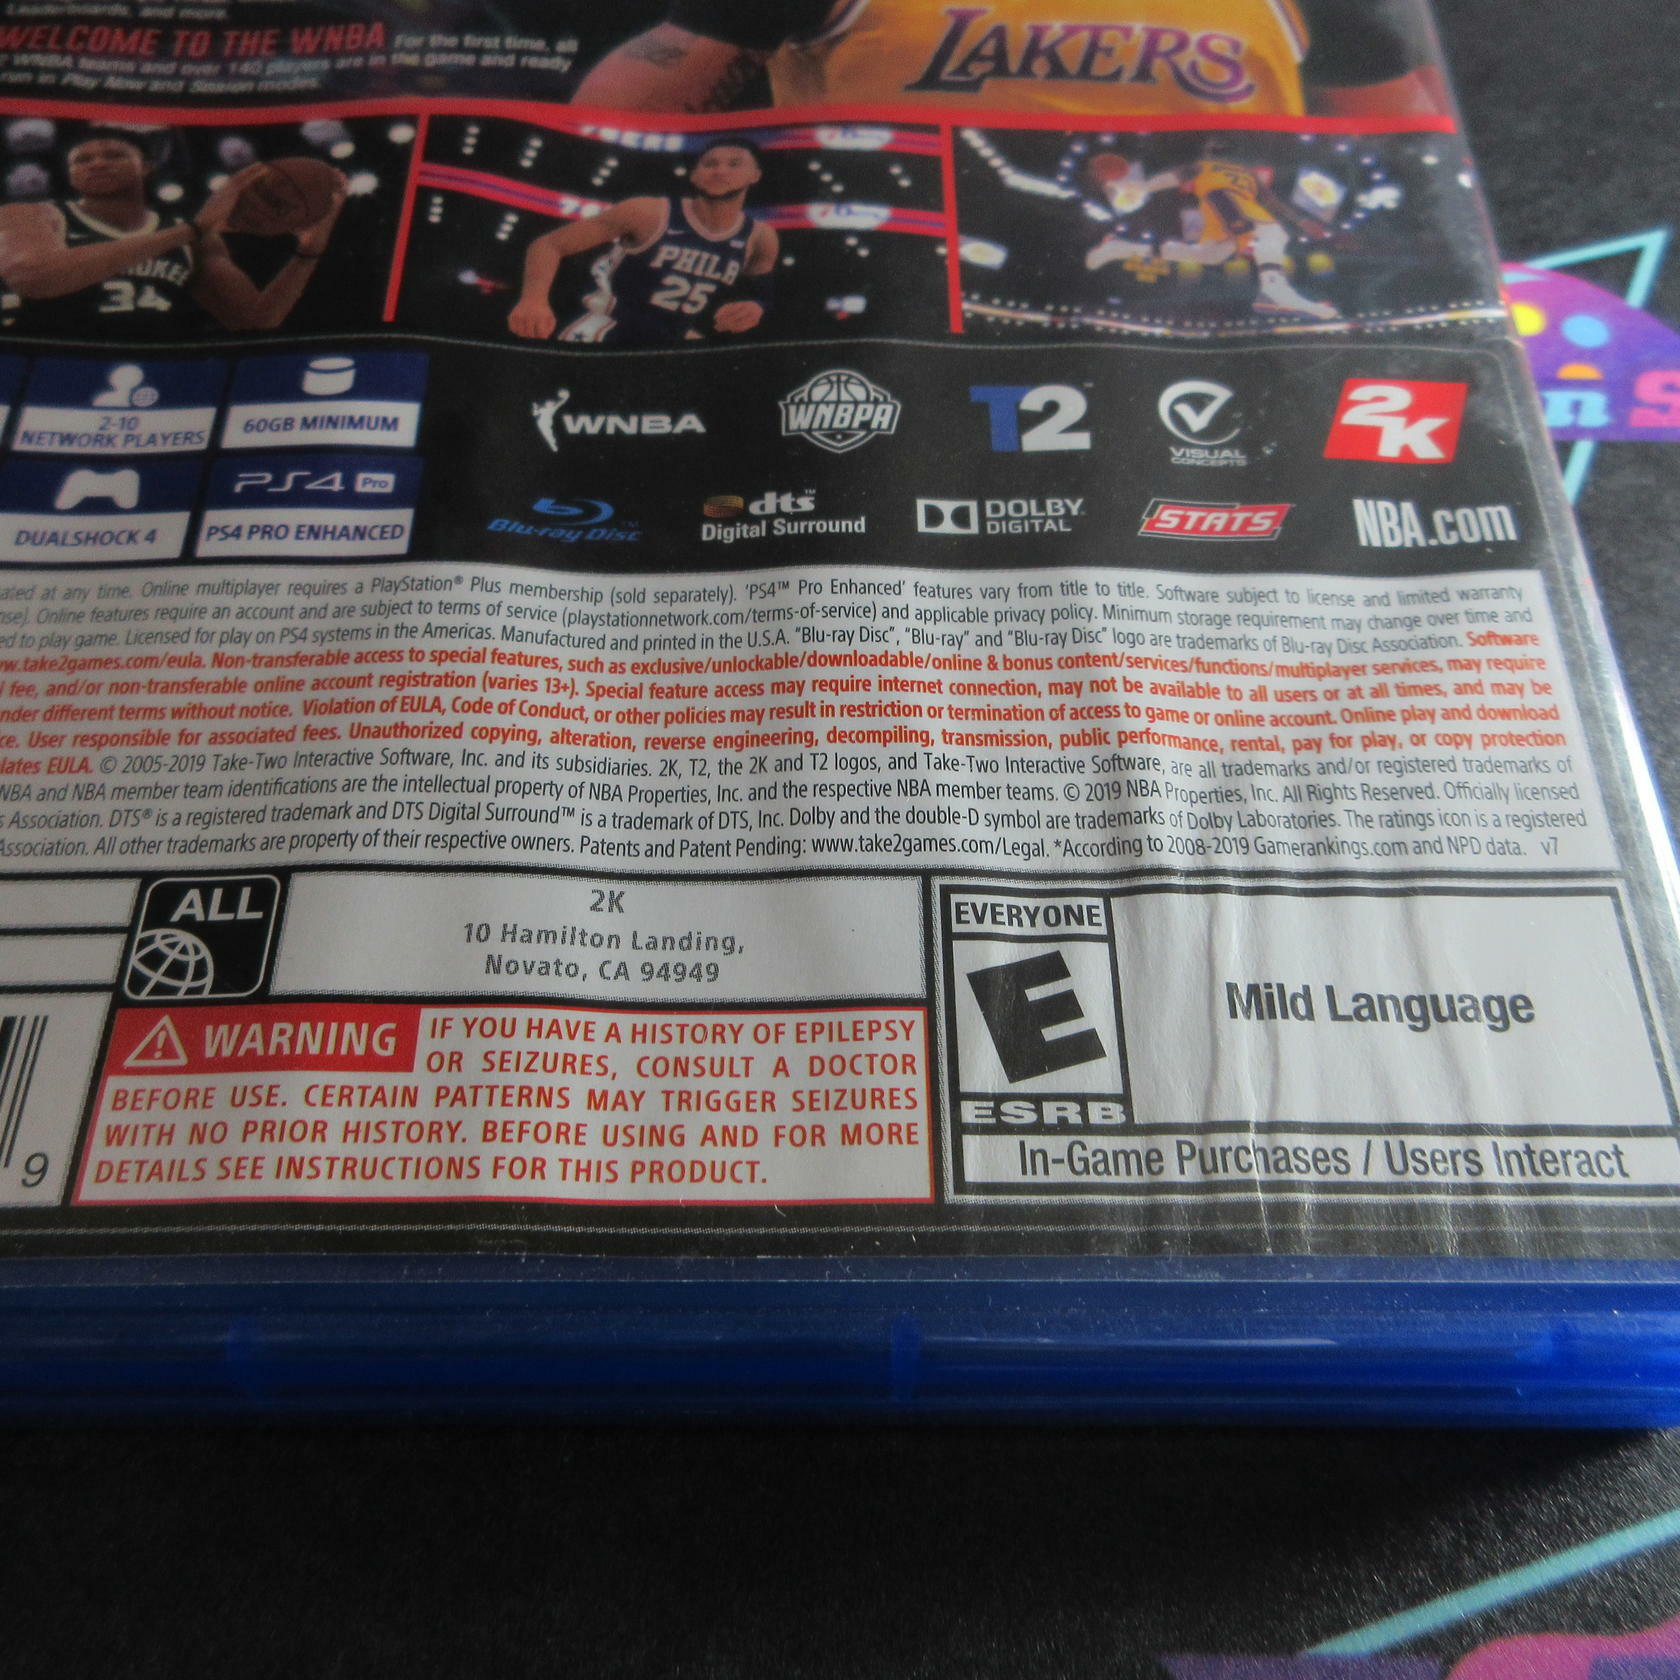 Leaderboards, and more.
WELCOME TO THE WNBA For the first time, all
WNBA teams and over 140 players are in the game and ready
run in Play Now and Season modes.
LAKERS
34
PHILA
25
2-10
NETWORK PLAYERS
60GB MINIMUM
DUALSHOCK 4
PS4 Pro
PS4 PRO ENHANCED
WNBA
WNBPA
T2™
VISUAL
CONCEPTS
2K
Blu-ray Disc™
dts™
Digital Surround
DOLBY
DIGITAL
STATS
NBA.com
ated at any time. Online multiplayer requires a PlayStation® Plus membership (sold separately). 'PS4™ Pro Enhanced' features vary from title to title. Software subject to license and limited warranty
nse). Online features require an account and are subject to terms of service (playstationnetwork.com/terms-of-service) and applicable privacy policy. Minimum storage requirement may change over time and
ed to play game. Licensed for play on PS4 systems in the Americas. Manufactured and printed in the U.S.A. "Blu-ray Disc", "Blu-ray" and "Blu-ray Disc" logo are trademarks of Blu-ray Disc Association. Software
ww.take2games.com/eula. Non-transferable access to special features, such as exclusive/unlockable/downloadable/online & bonus content/services/functions/multiplayer services, may require
l fee, and/or non-transferable online account registration (varies 13+). Special feature access may require internet connection, may not be available to all users or at all times, and may be
nder different terms without notice. Violation of EULA, Code of Conduct, or other policies may result in restriction or termination of access to game or online account. Online play and download
ce. User responsible for associated fees. Unauthorized copying, alteration, reverse engineering, decompiling, transmission, public performance, rental, pay for play, or copy protection
lates EULA. © 2005-2019 Take-Two Interactive Software, Inc. and its subsidiaries. 2K, T2, the 2K and T2 logos, and Take-Two Interactive Software, are all trademarks and/or registered trademarks of
NBA and NBA member team identifications are the intellectual property of NBA Properties, Inc. and the respective NBA member teams. © 2019 NBA Properties, Inc. All Rights Reserved. Officially licensed
s Association. DTS® is a registered trademark and DTS Digital Surround™ is a trademark of DTS, Inc. Dolby and the double-D symbol are trademarks of Dolby Laboratories. The ratings icon is a registered
Association. All other trademarks are property of their respective owners. Patents and Patent Pending: www.take2games.com/Legal. *According to 2008-2019 Gamerankings.com and NPD data. v7
ALL
2K
10 Hamilton Landing,
Novato, CA 94949
WARNING IF YOU HAVE A HISTORY OF EPILEPSY
OR SEIZURES, CONSULT A DOCTOR
BEFORE USE. CERTAIN PATTERNS MAY TRIGGER SEIZURES
WITH NO PRIOR HISTORY. BEFORE USING AND FOR MORE
DETAILS SEE INSTRUCTIONS FOR THIS PRODUCT.
9
EVERYONE
E
ESRB
Mild Language
In-Game Purchases / Users Interact